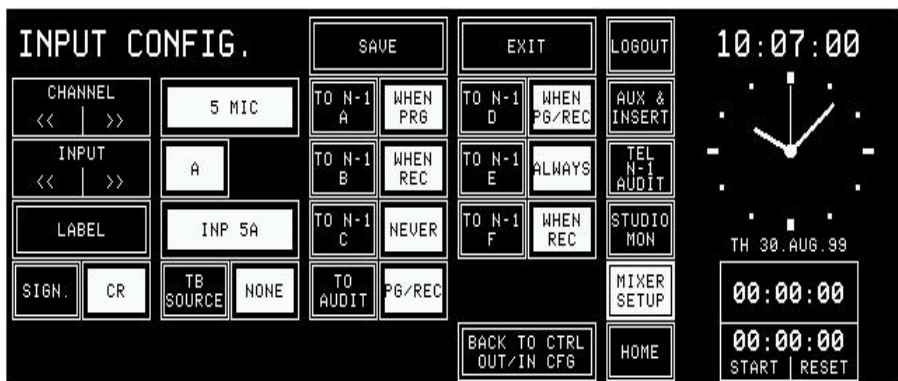 INPUT CONFIG.
SAVE
EXIT
LOGOUT
10:07:00
CHANNEL
<< >>
5 MIC
TO N-1
A
WHEN
PRG
TO N-1
D
WHEN
PG/REC
AUX &
INSERT
INPUT
<< >>
A
TO N-1
B
WHEN
REC
TO N-1
E
ALWAYS
TEL
N-1
AUDIT
LABEL
INP 5A
TO N-1
C
NEVER
TO N-1
F
WHEN
REC
STUDIO
MON
TH 30.AUG.99
SIGN.
CR
TB
SOURCE
NONE
TO
AUDIT
PG/REC
MIXER
SETUP
00:00:00
BACK TO CTRL
OUT/IN CFG
HOME
00:00:00
START RESET